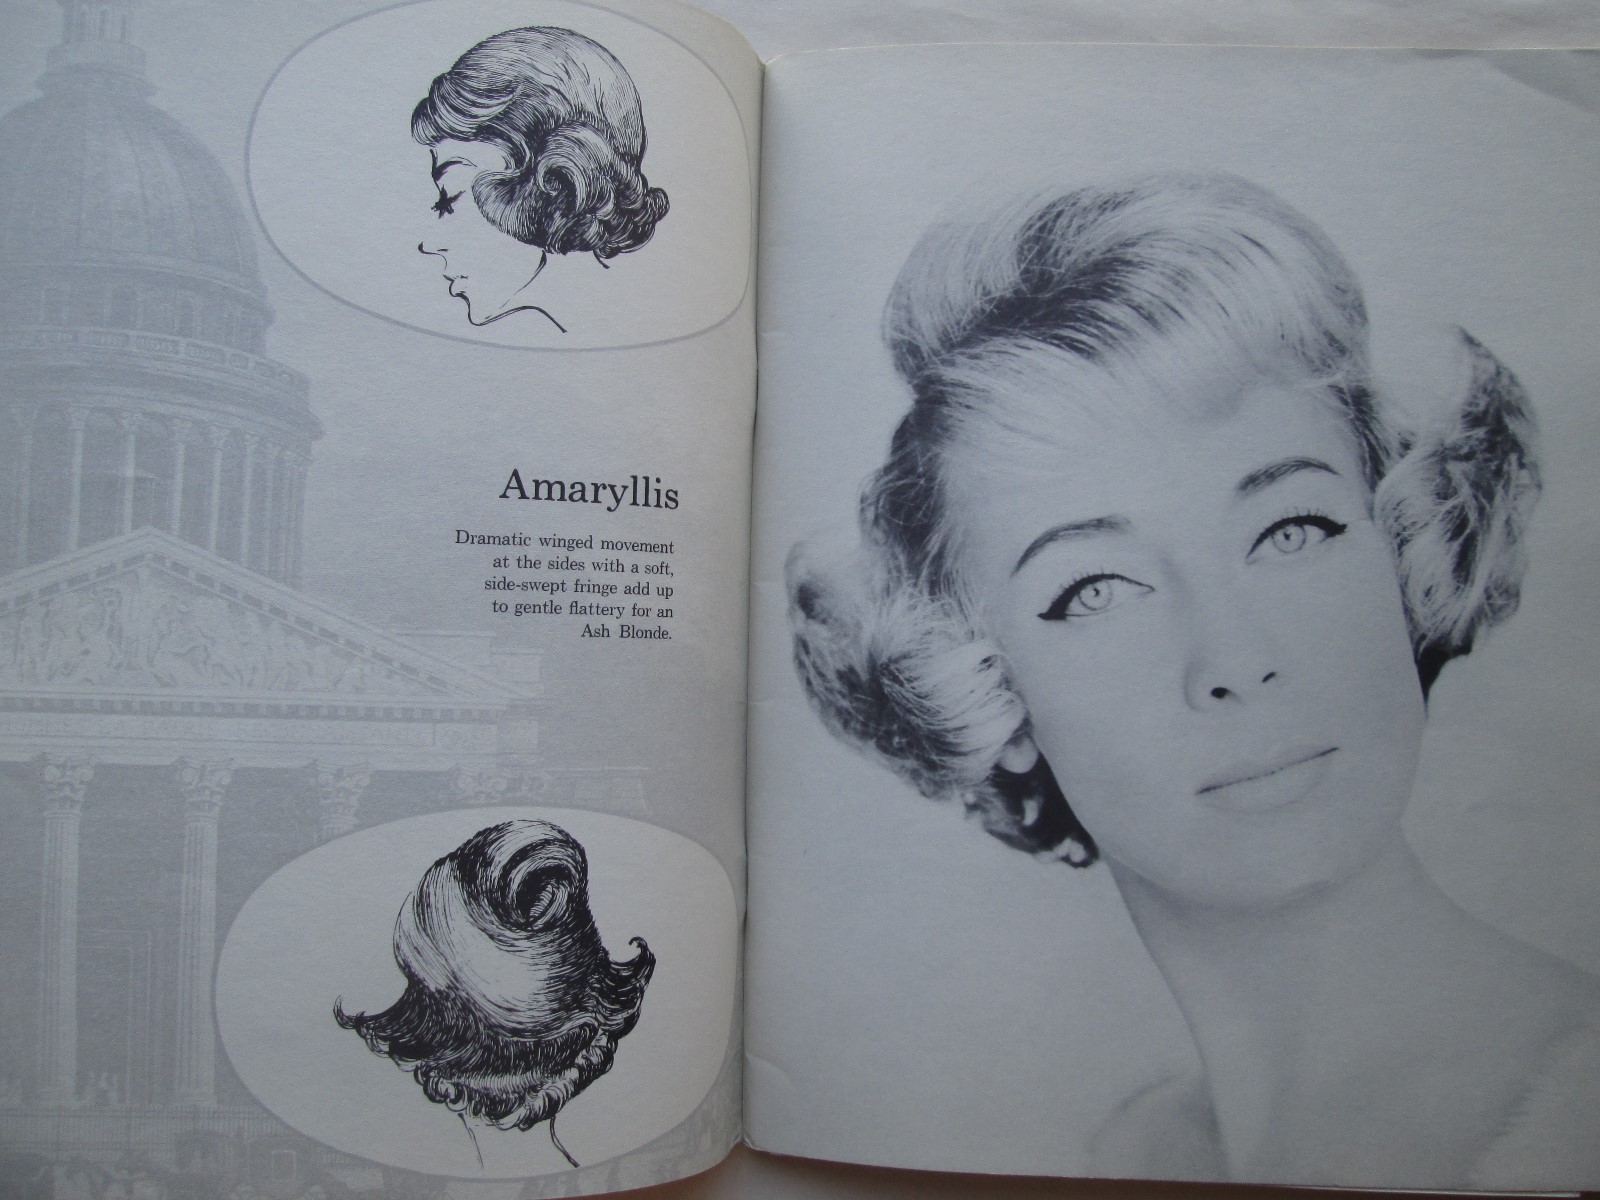 Amaryllis
Dramatic winged movement
at the sides with a soft,
side-swept fringe add up
to gentle flattery for an
Ash Blonde.